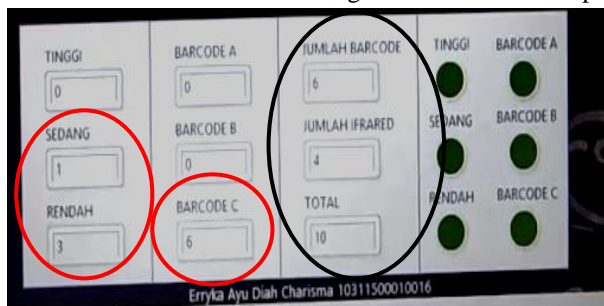 TINGGI BARCODE A JUMLAH BARCODE TINGGI BARCODE A
0 0 6
SEDANG BARCODE B JUMLAH IFRARED SEDANG BARCODE B
1 0 4
RENDAH BARCODE C TOTAL RENDAH BARCODE C
3 6 10
Erryka Ayu Diah Charisma 10311500010016